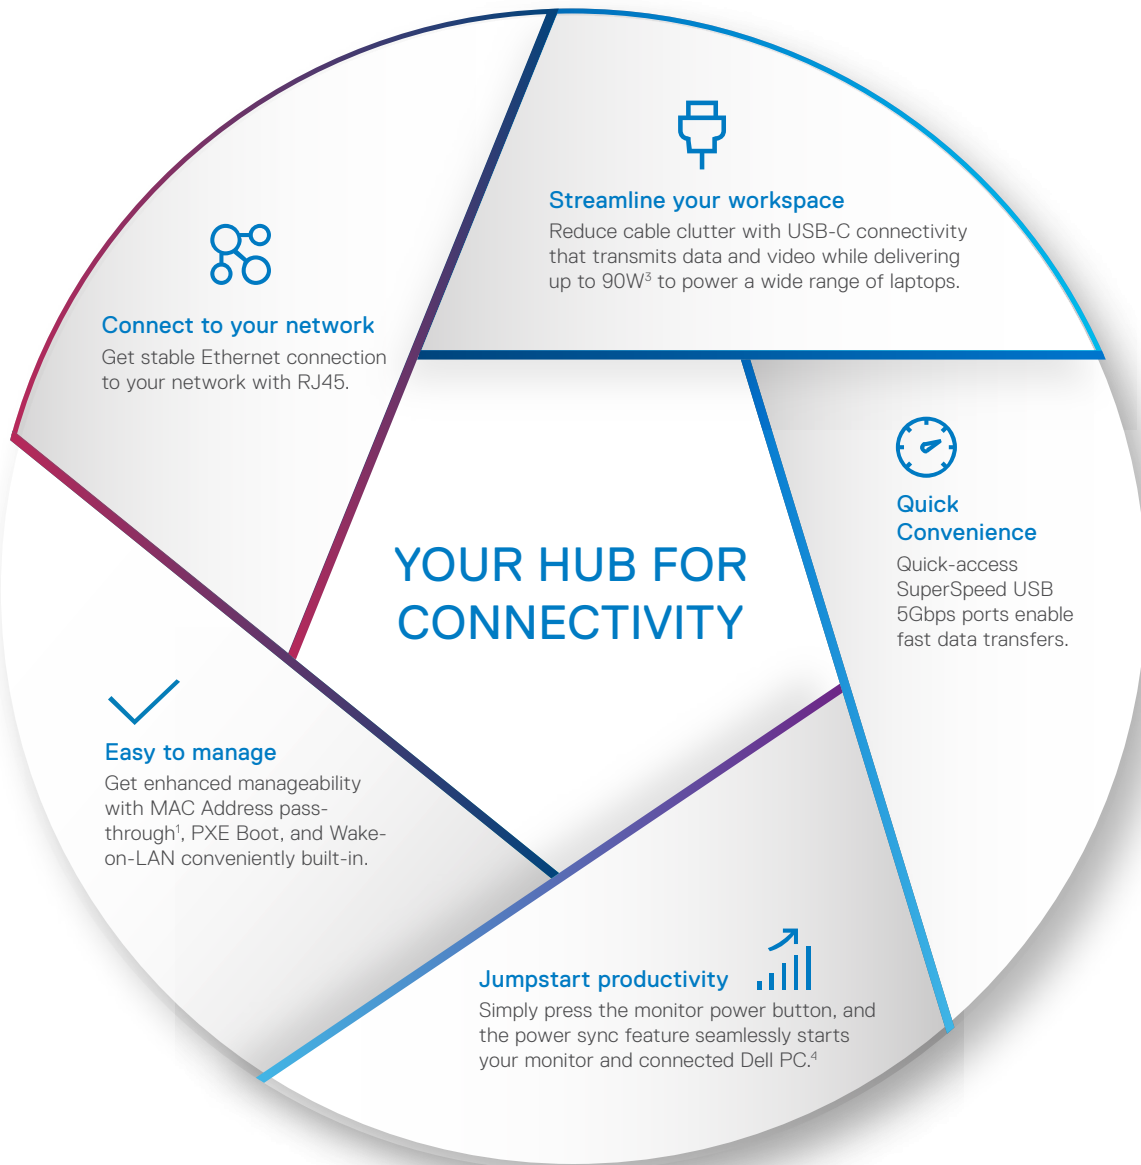 Streamline your workspace
Reduce cable clutter with USB-C connectivity
that transmits data and video while delivering
up to 90W³ to power a wide range of laptops.
Connect to your network
Get stable Ethernet connection
to your network with RJ45.
Quick
Convenience
Quick-access
SuperSpeed USB
5Gbps ports enable
fast data transfers.
YOUR HUB FOR
CONNECTIVITY
Easy to manage
Get enhanced manageability
with MAC Address pass-
through¹, PXE Boot, and Wake-
on-LAN conveniently built-in.
Jumpstart productivity
Simply press the monitor power button, and
the power sync feature seamlessly starts
your monitor and connected Dell PC.⁴